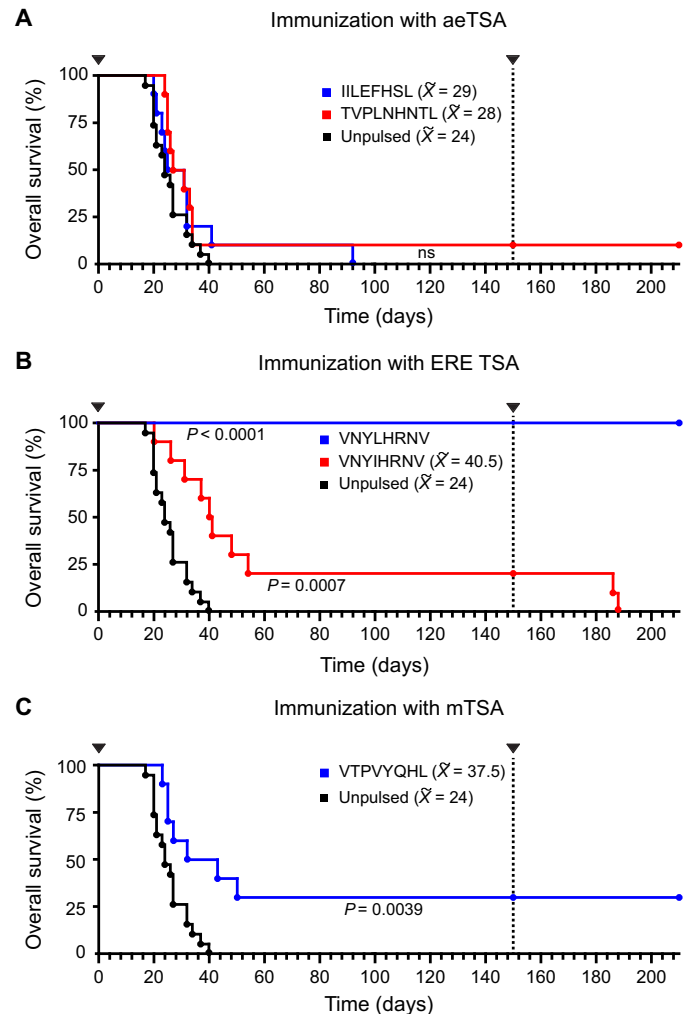 A
Immunization with aeTSA
Overall survival (%)
100
75
50
25
0
IILEFHSL (X̃ = 29)
TVPLNHNTL (X̃ = 28)
Unpulsed (X̃ = 24)
ns
0 20 40 60 80 100 120 140 160 180 200
Time (days)
B
Immunization with ERE TSA
Overall survival (%)
100
75
50
25
0
P < 0.0001
VNYLHRNV
VNYIHRNV (X̃ = 40.5)
Unpulsed (X̃ = 24)
P = 0.0007
0 20 40 60 80 100 120 140 160 180 200
Time (days)
C
Immunization with mTSA
Overall survival (%)
100
75
50
25
0
VTPVYQHL (X̃ = 37.5)
Unpulsed (X̃ = 24)
P = 0.0039
0 20 40 60 80 100 120 140 160 180 200
Time (days)